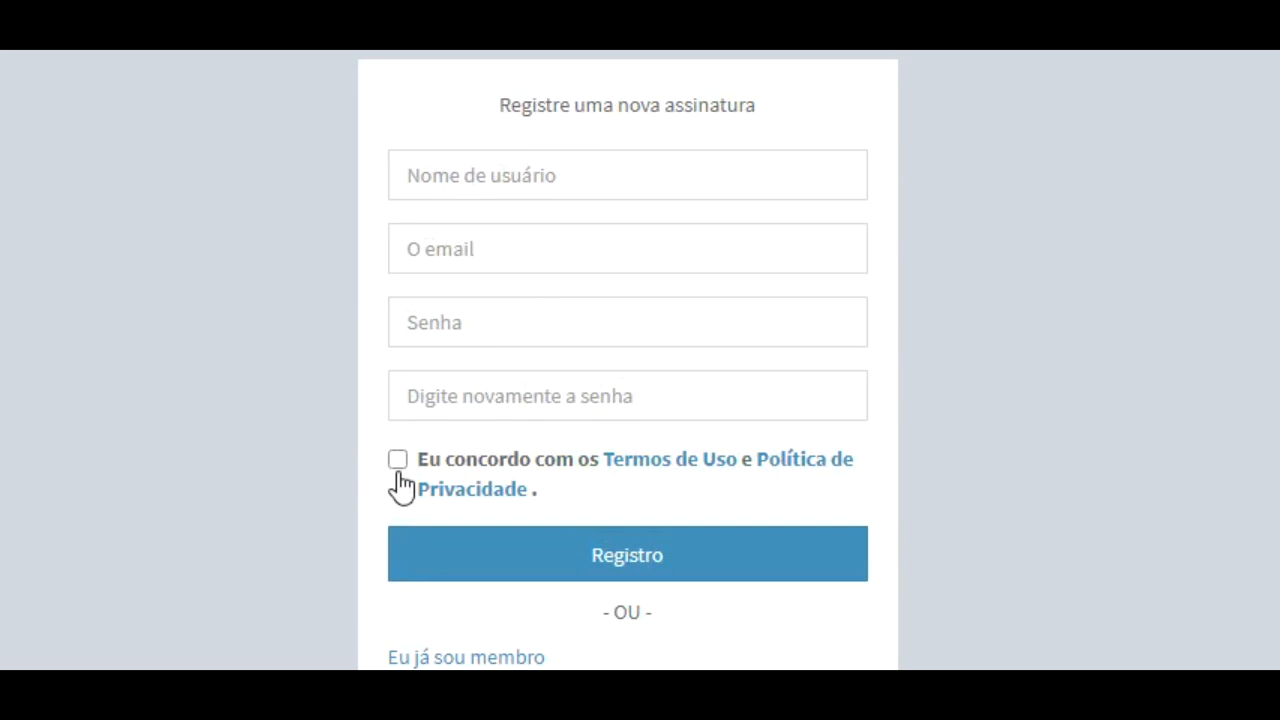 Registre uma nova assinatura
Nome de usuário
O email
Senha
Digite novamente a senha
Eu concordo com os Termos de Uso e Política de
Privacidade .
Registro
- OU -
Eu já sou membro